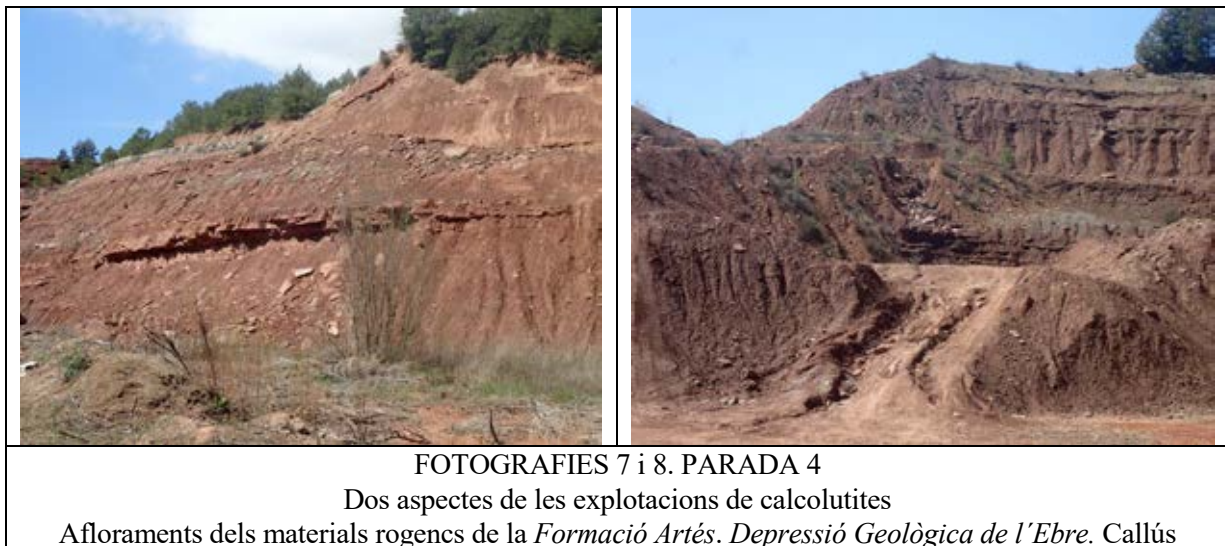 FOTOGRAFIES 7 i 8. PARADA 4
Dos aspectes de les explotacions de calcolutites
Afloraments dels materials rogencs de la Formació Artés. Depressió Geològica de l´Ebre. Callús